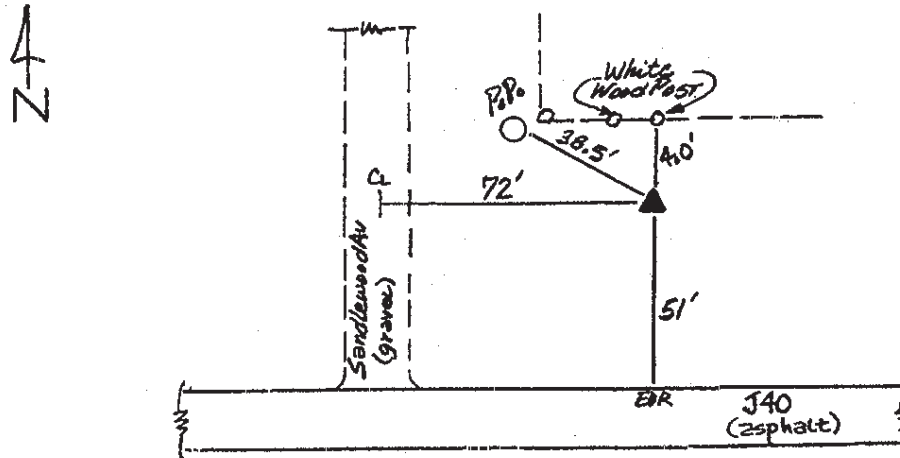 N
White
Wood Post
P.P.
38.5'
4.0'
CL
72'
Sandlewood Av
(gravel)
51'
EOR
J40
(asphalt)